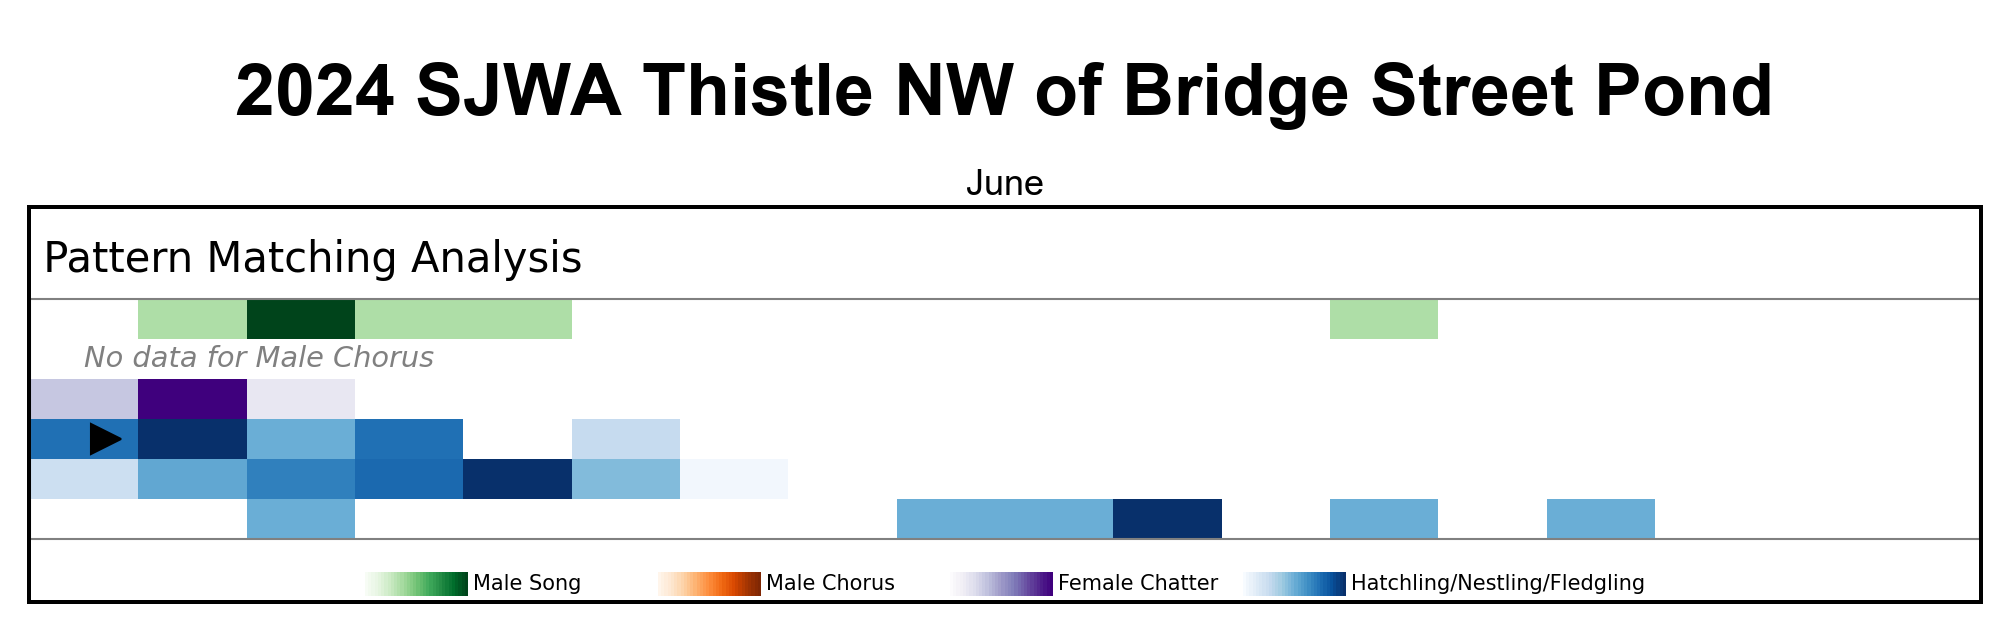 2024 SJWA Thistle NW of Bridge Street Pond
June
Pattern Matching Analysis
No data for Male Chorus
Male Song
Male Chorus
Female Chatter
Hatchling/Nestling/Fledgling